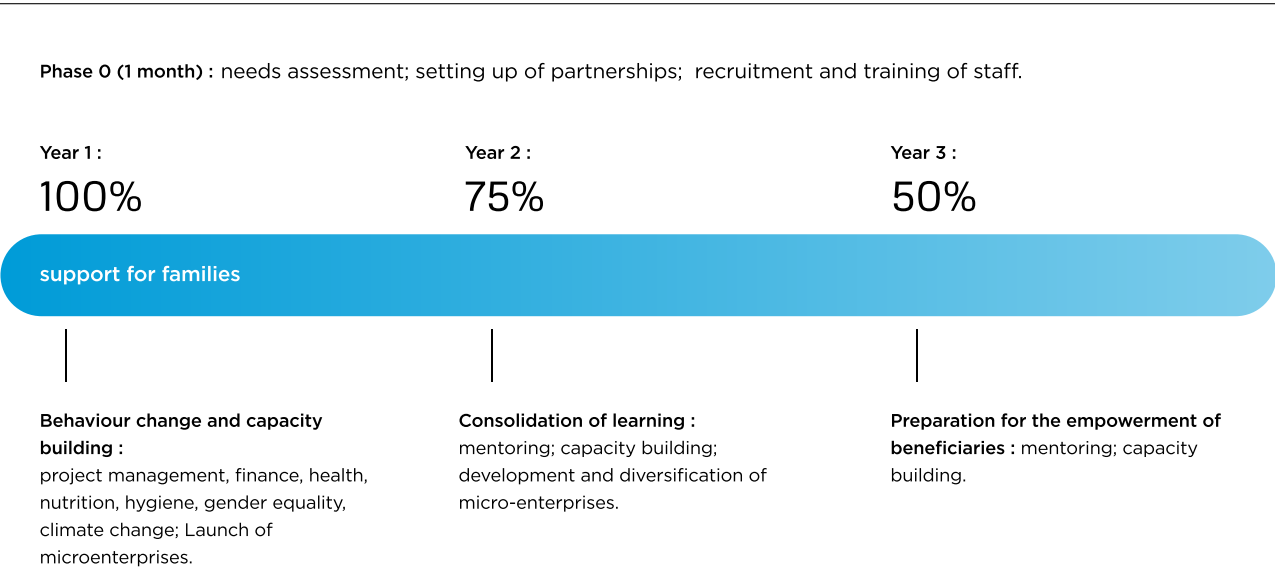 Phase 0 (1 month) : needs assessment; setting up of partnerships; recruitment and training of staff.
Year 1 :
100%
Year 2 :
75%
Year 3 :
50%
support for families
Behaviour change and capacity
building :
project management, finance, health,
nutrition, hygiene, gender equality,
climate change; Launch of
microenterprises.
Consolidation of learning :
mentoring; capacity building;
development and diversification of
micro-enterprises.
Preparation for the empowerment of
beneficiaries : mentoring; capacity
building.